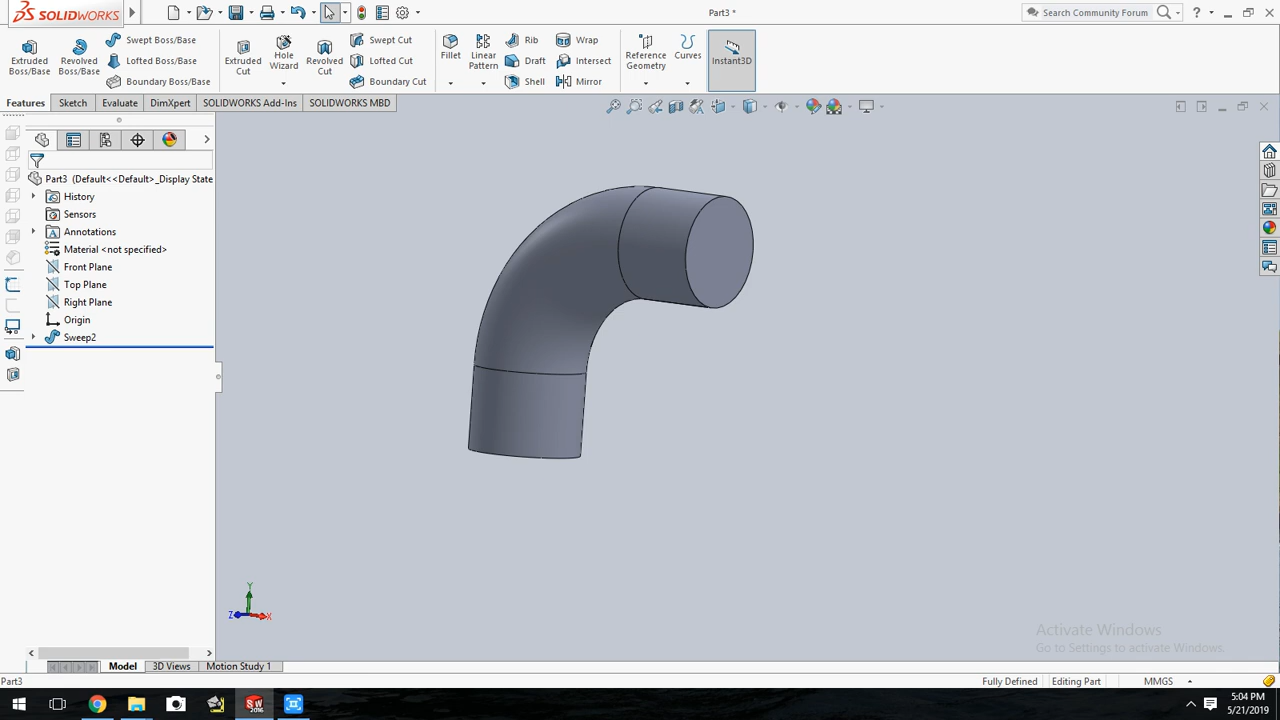 SOLIDWORKS
Part3 *
Search Community Forum
Extruded Boss/Base
Revolved Boss/Base
Swept Boss/Base
Lofted Boss/Base
Boundary Boss/Base
Extruded Cut
Hole Wizard
Revolved Cut
Swept Cut
Lofted Cut
Boundary Cut
Fillet
Linear Pattern
Rib
Draft
Shell
Wrap
Intersect
Mirror
Reference Geometry
Curves
Instant3D
Features
Sketch
Evaluate
DimXpert
SOLIDWORKS Add-Ins
SOLIDWORKS MBD
Part3 (Default<<Default>_Display State
History
Sensors
Annotations
Material <not specified>
Front Plane
Top Plane
Right Plane
Origin
Sweep2
Y
Z
X
Activate Windows
Go to Settings to activate Windows.
Model
3D Views
Motion Study 1
Part3
Fully Defined
Editing Part
MMGS
SW
2016
5:04 PM
5/21/2019